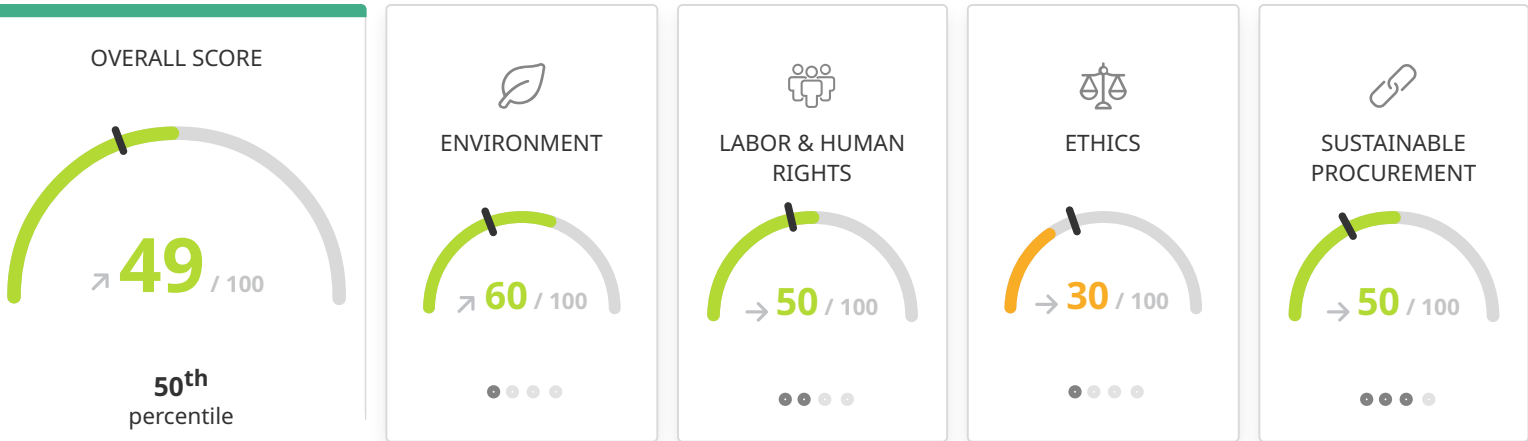 OVERALL SCORE
49 / 100
50th
percentile
ENVIRONMENT
60 / 100
LABOR & HUMAN
RIGHTS
50 / 100
ETHICS
30 / 100
SUSTAINABLE
PROCUREMENT
50 / 100